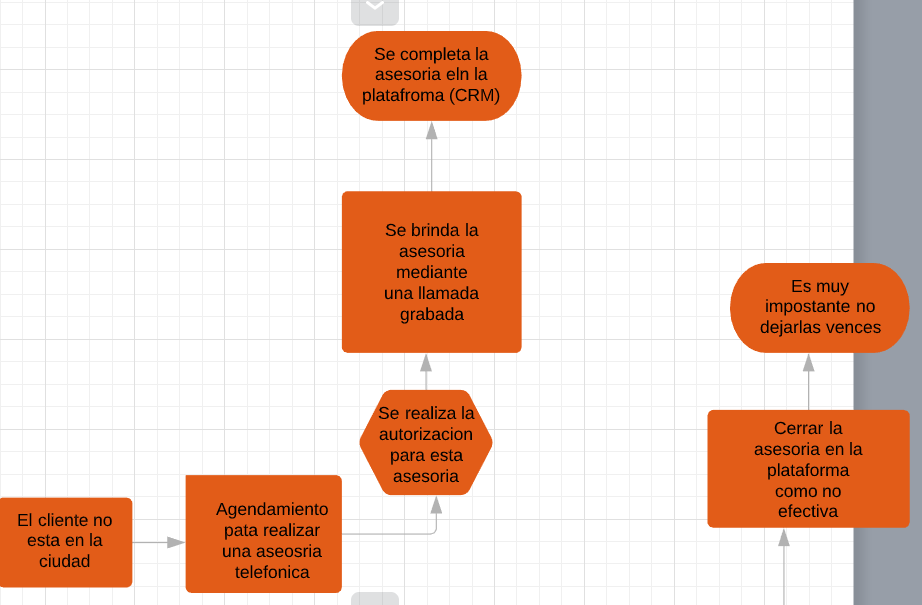 Se completa la
asesoria eln la
platafroma (CRM)
Se brinda la
asesoria
mediante
una llamada
grabada
Es muy
impostante no
dejarlas vences
Se realiza la
autorizacion
para esta
asesoria
Cerrar la
asesoria en la
plataforma
como no
efectiva
Agendamiento
pata realizar
una aseosria
telefonica
El cliente no
esta en la
ciudad